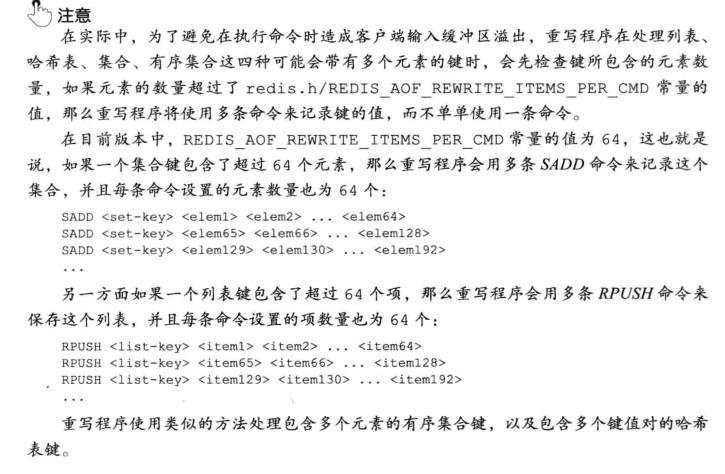 注意
在实际中，为了避免在执行命令时造成客户端输入缓冲区溢出，重写程序在处理列表、
哈希表、集合、有序集合这四种可能会带有多个元素的键时，会先检查键所包含的元素数
量，如果元素的数量超过了 redis.h/REDIS_AOF_REWRITE_ITEMS_PER_CMD 常量的
值，那么重写程序将使用多条命令来记录键的值，而不单单使用一条命令。
在目前版本中，REDIS_AOF_REWRITE_ITEMS_PER_CMD 常量的值为 64，这也就是
说，如果一个集合键包含了超过 64 个元素，那么重写程序会用多条 SADD 命令来记录这个
集合，并且每条命令设置的元素数量也为 64 个：
SADD <set-key> <elem1> <elem2> ... <elem64>
SADD <set-key> <elem65> <elem66> ... <elem128>
SADD <set-key> <elem129> <elem130> ... <elem192>
...
另一方面如果一个列表键包含了超过 64 个项，那么重写程序会用多条 RPUSH 命令来
保存这个列表，并且每条命令设置的项数量也为 64 个：
RPUSH <list-key> <item1> <item2> ... <item64>
RPUSH <list-key> <item65> <item66> ... <item128>
RPUSH <list-key> <item129> <item130> ... <item192>
...
重写程序使用类似的方法处理包含多个元素的有序集合键，以及包含多个键值对的哈希
表键。